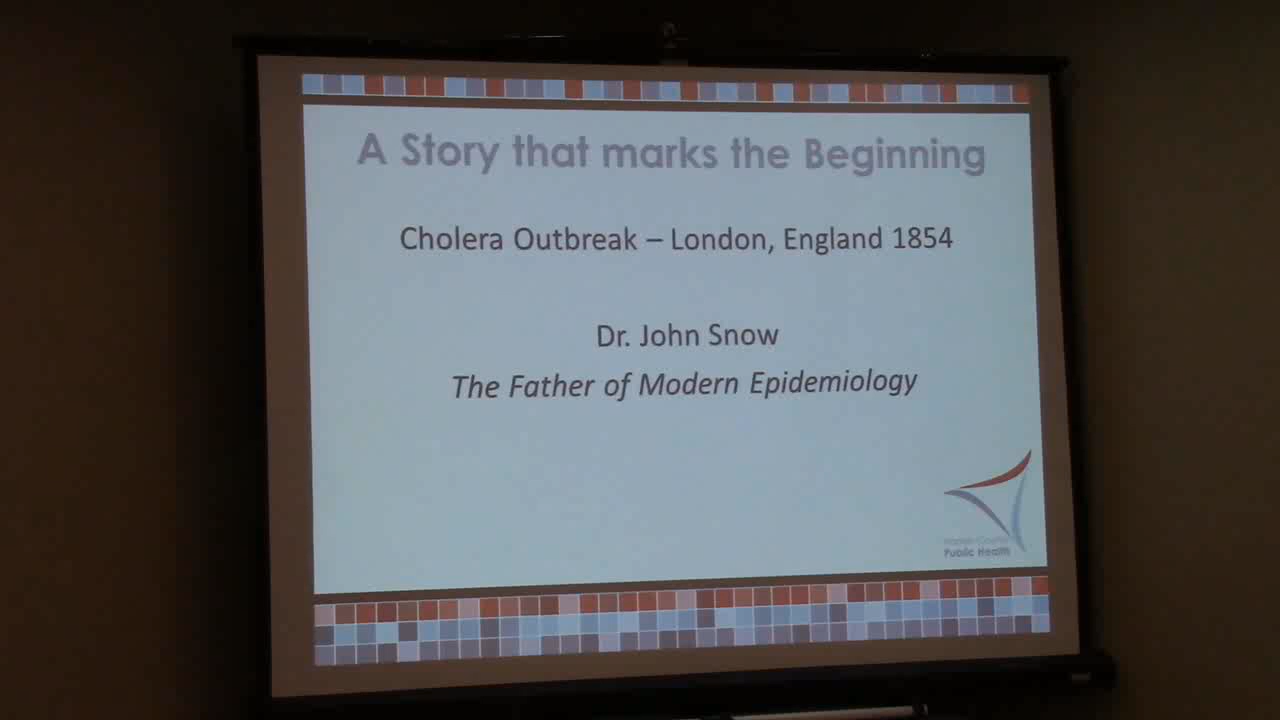 A Story that marks the Beginning
Cholera Outbreak – London, England 1854
Dr. John Snow
The Father of Modern Epidemiology
Public Health